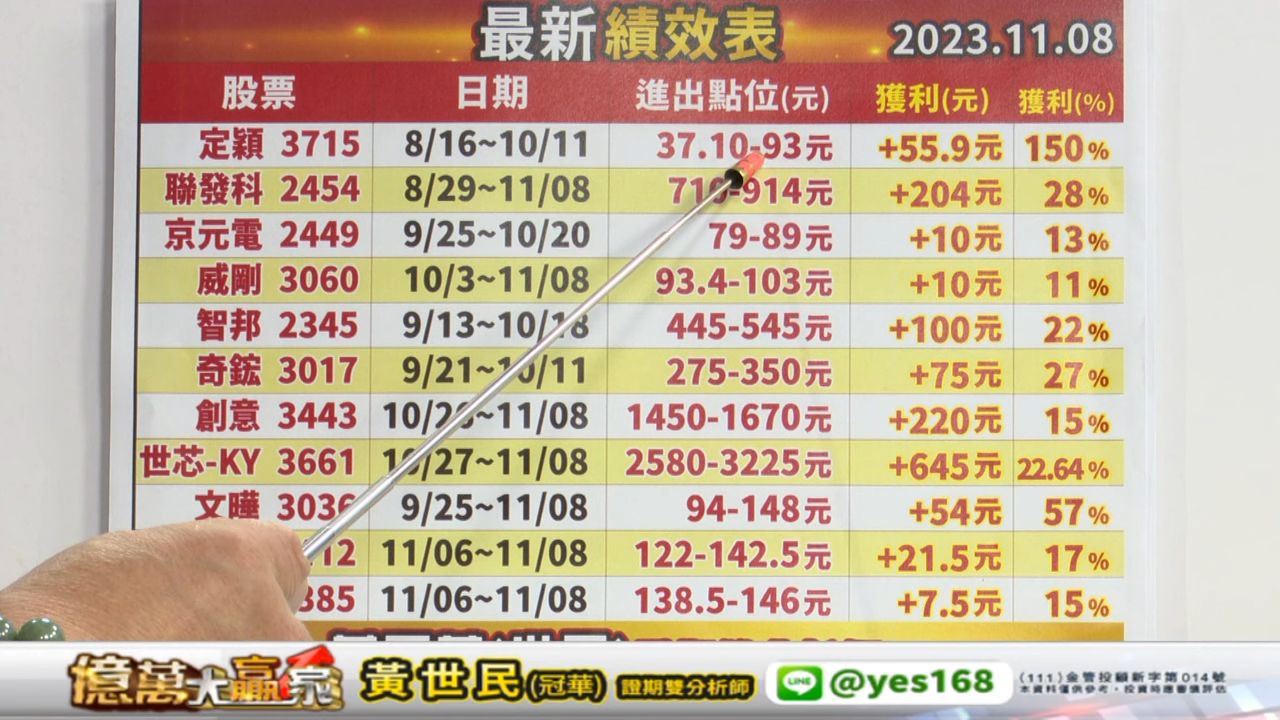 最新績效表 2023.11.08
股票 日期 進出點位(元) 獲利(元) 獲利(%)
定穎 3715 8/16~10/11 37.10-93元 +55.9元 150%
聯發科 2454 8/29~11/08 710-914元 +204元 28%
京元電 2449 9/25~10/20 79-89元 +10元 13%
威剛 3060 10/3~11/08 93.4-103元 +10元 11%
智邦 2345 9/13~10/18 445-545元 +100元 22%
奇鋐 3017 9/21~10/11 275-350元 +75元 27%
創意 3443 10/26~11/08 1450-1670元 +220元 15%
世芯-KY 3661 10/27~11/08 2580-3225元 +645元 22.64%
文曄 3036 9/25~11/08 94-148元 +54元 57%
12 11/06~11/08 122-142.5元 +21.5元 17%
385 11/06~11/08 138.5-146元 +7.5元 15%
億萬大贏家 黃世民(冠華) 證期雙分析師 LINE @yes168 (111)金管投顧新字第014號
本資料僅供參考，投資時應審慎評估